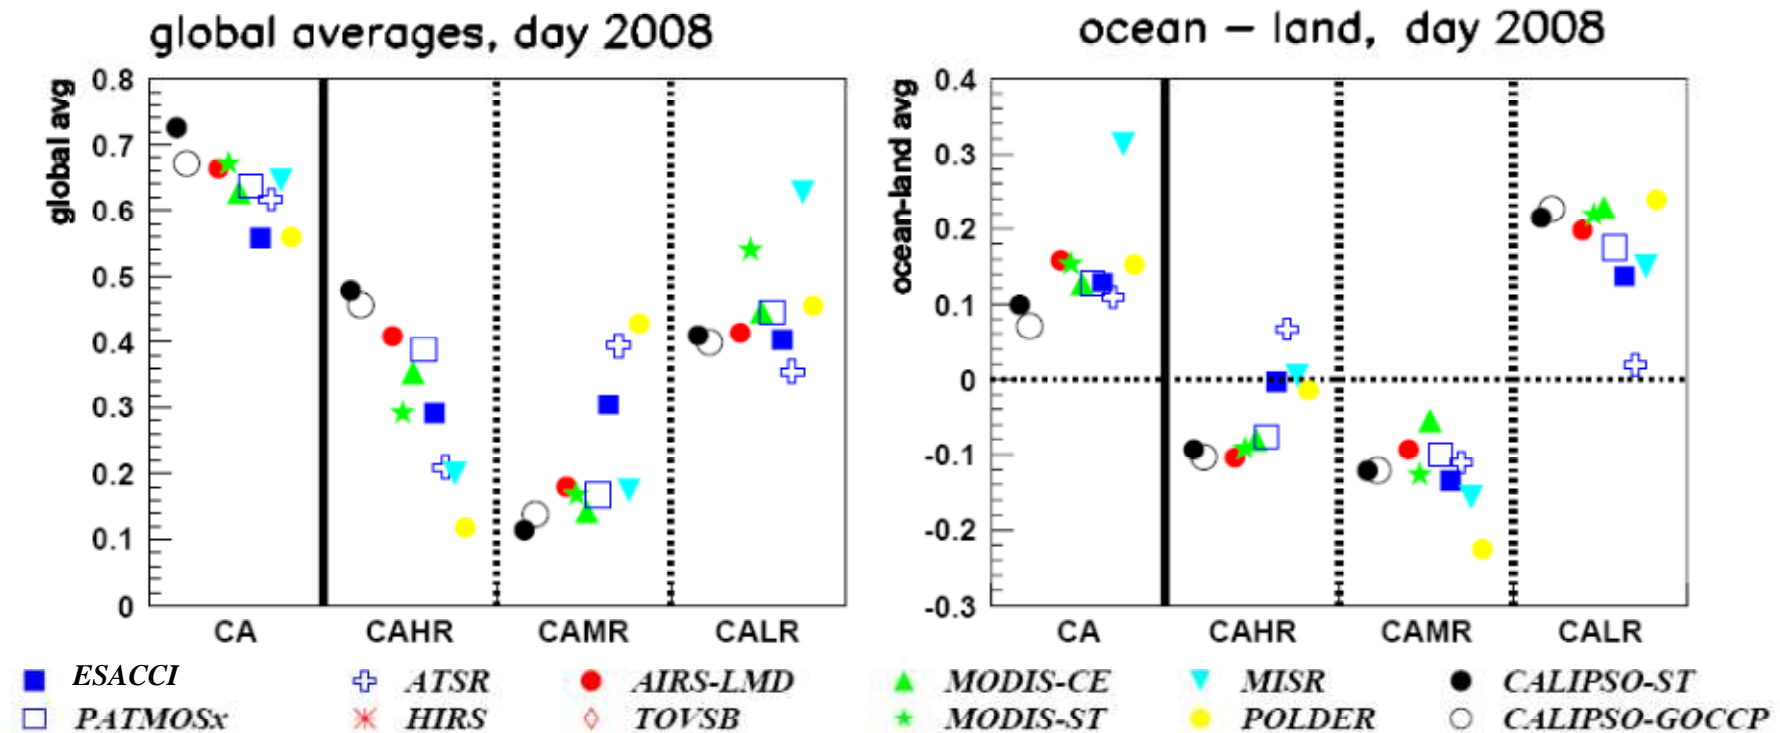 global averages, day 2008
global avg
0.8
0.7
0.6
0.5
0.4
0.3
0.2
0.1
0
CA CAHR CAMR CALR
ocean – land, day 2008
ocean-land avg
0.4
0.3
0.2
0.1
0
-0.1
-0.2
-0.3
CA CAHR CAMR CALR
ESACCI ATSR AIRS-LMD MODIS-CE MISR CALIPSO-ST
PATMOSx HIRS TOVSB MODIS-ST POLDER CALIPSO-GOCCP